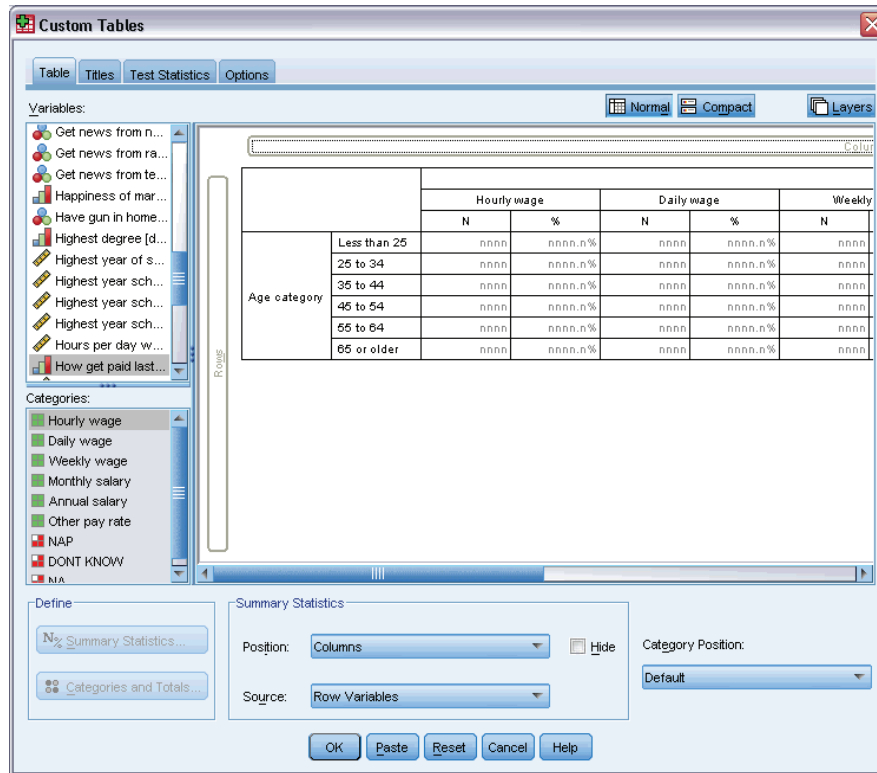 Custom Tables
Table Titles Test Statistics Options
Variables:
Normal Compact Layers
Get news from n...
Get news from ra...
Get news from te...
Happiness of mar...
Have gun in home...
Highest degree [d...
Highest year of s...
Highest year sch...
Highest year sch...
Highest year sch...
Hours per day w...
How get paid last...
Categories:
Hourly wage
Daily wage
Weekly wage
Monthly salary
Annual salary
Other pay rate
NAP
DONT KNOW
NA
Colu
Rows
Hourly wage Daily wage Weekly
N % N % N
Age category
Less than 25 nnnn nnnn.n% nnnn nnnn.n% nnnn
25 to 34 nnnn nnnn.n% nnnn nnnn.n% nnnn
35 to 44 nnnn nnnn.n% nnnn nnnn.n% nnnn
45 to 54 nnnn nnnn.n% nnnn nnnn.n% nnnn
55 to 64 nnnn nnnn.n% nnnn nnnn.n% nnnn
65 or older nnnn nnnn.n% nnnn nnnn.n% nnnn
Define
N% Summary Statistics...
Categories and Totals...
Summary Statistics
Position: Columns Hide
Source: Row Variables
Category Position:
Default
OK Paste Reset Cancel Help